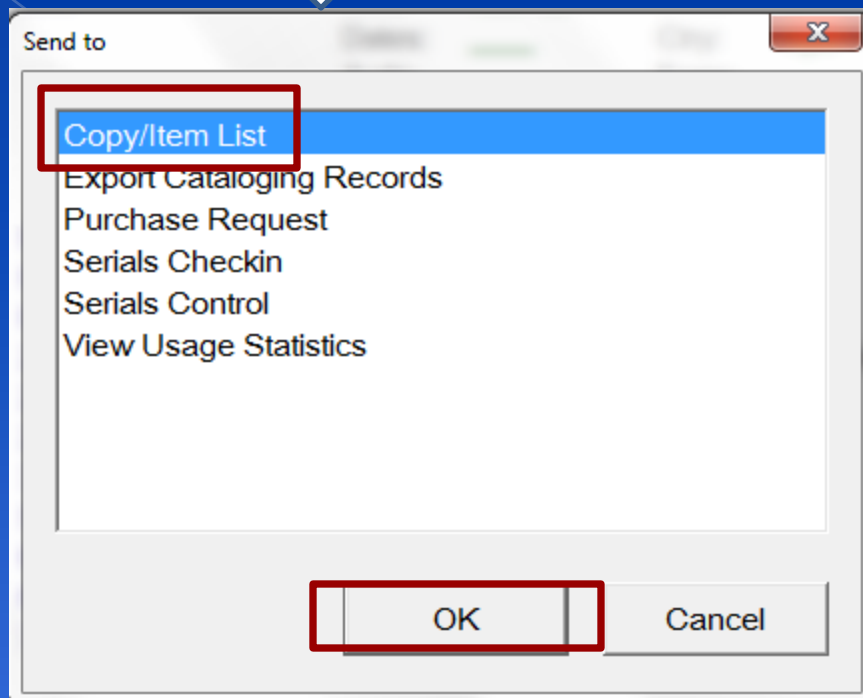 Send to
Copy/Item List
Export Cataloging Records
Purchase Request
Serials Checkin
Serials Control
View Usage Statistics
OK Cancel